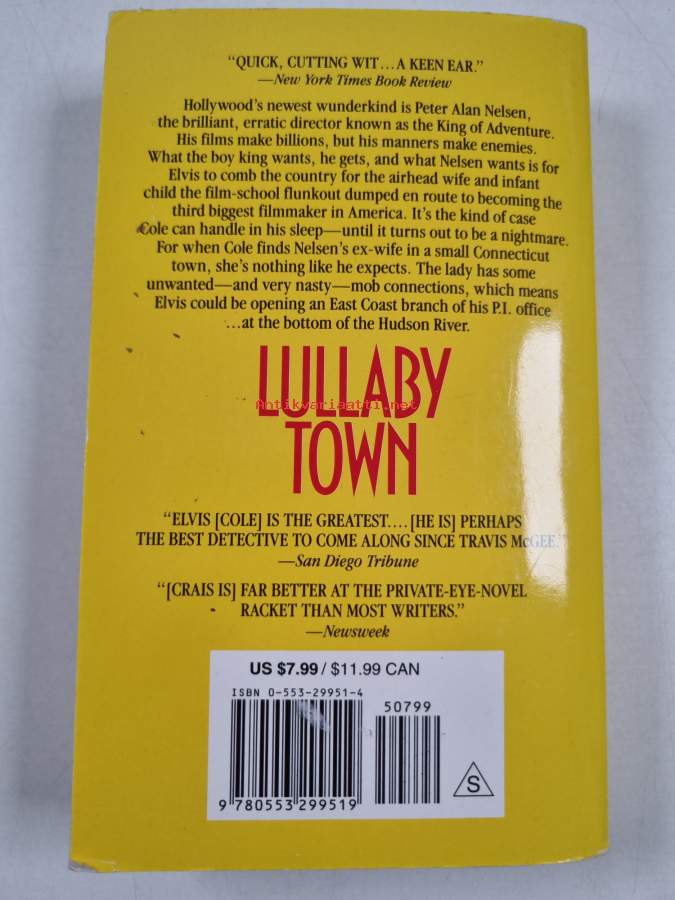 “QUICK, CUTTING WIT...A KEEN EAR.”
—New York Times Book Review
Hollywood’s newest wunderkind is Peter Alan Nelsen,
the brilliant, erratic director known as the King of Adventure.
His films make billions, but his manners make enemies.
What the boy king wants, he gets, and what Nelsen wants is for
Elvis to comb the country for the airhead wife and infant
child the film-school flunkout dumped en route to becoming the
third biggest filmmaker in America. It’s the kind of case
Cole can handle in his sleep—until it turns out to be a nightmare.
For when Cole finds Nelsen’s ex-wife in a small Connecticut
town, she’s nothing like he expects. The lady has some
unwanted—and very nasty—mob connections, which means
Elvis could be opening an East Coast branch of his P.I. office
...at the bottom of the Hudson River.
LULLABY
Antikvariaatti.net
TOWN
“ELVIS [COLE] IS THE GREATEST.... [HE IS] PERHAPS
THE BEST DETECTIVE TO COME ALONG SINCE TRAVIS McGEE.”
—San Diego Tribune
“[CRAIS IS] FAR BETTER AT THE PRIVATE-EYE-NOVEL
RACKET THAN MOST WRITERS.”
—Newsweek
US $7.99 / $11.99 CAN
ISBN 0-553-29951-4
50799
9 780553 299519
S